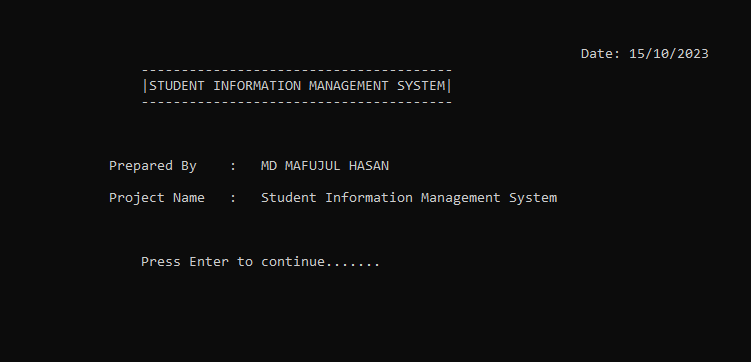 Date: 15/10/2023
---------------------------------------
|STUDENT INFORMATION MANAGEMENT SYSTEM|
---------------------------------------
Prepared By    :   MD MAFUJUL HASAN
Project Name   :   Student Information Management System
Press Enter to continue.......